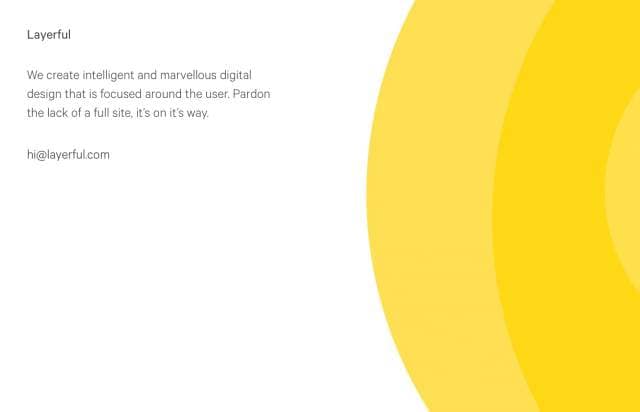 Layerful
We create intelligent and marvellous digital
design that is focused around the user. Pardon
the lack of a full site, it's on it's way.
hi@layerful.com